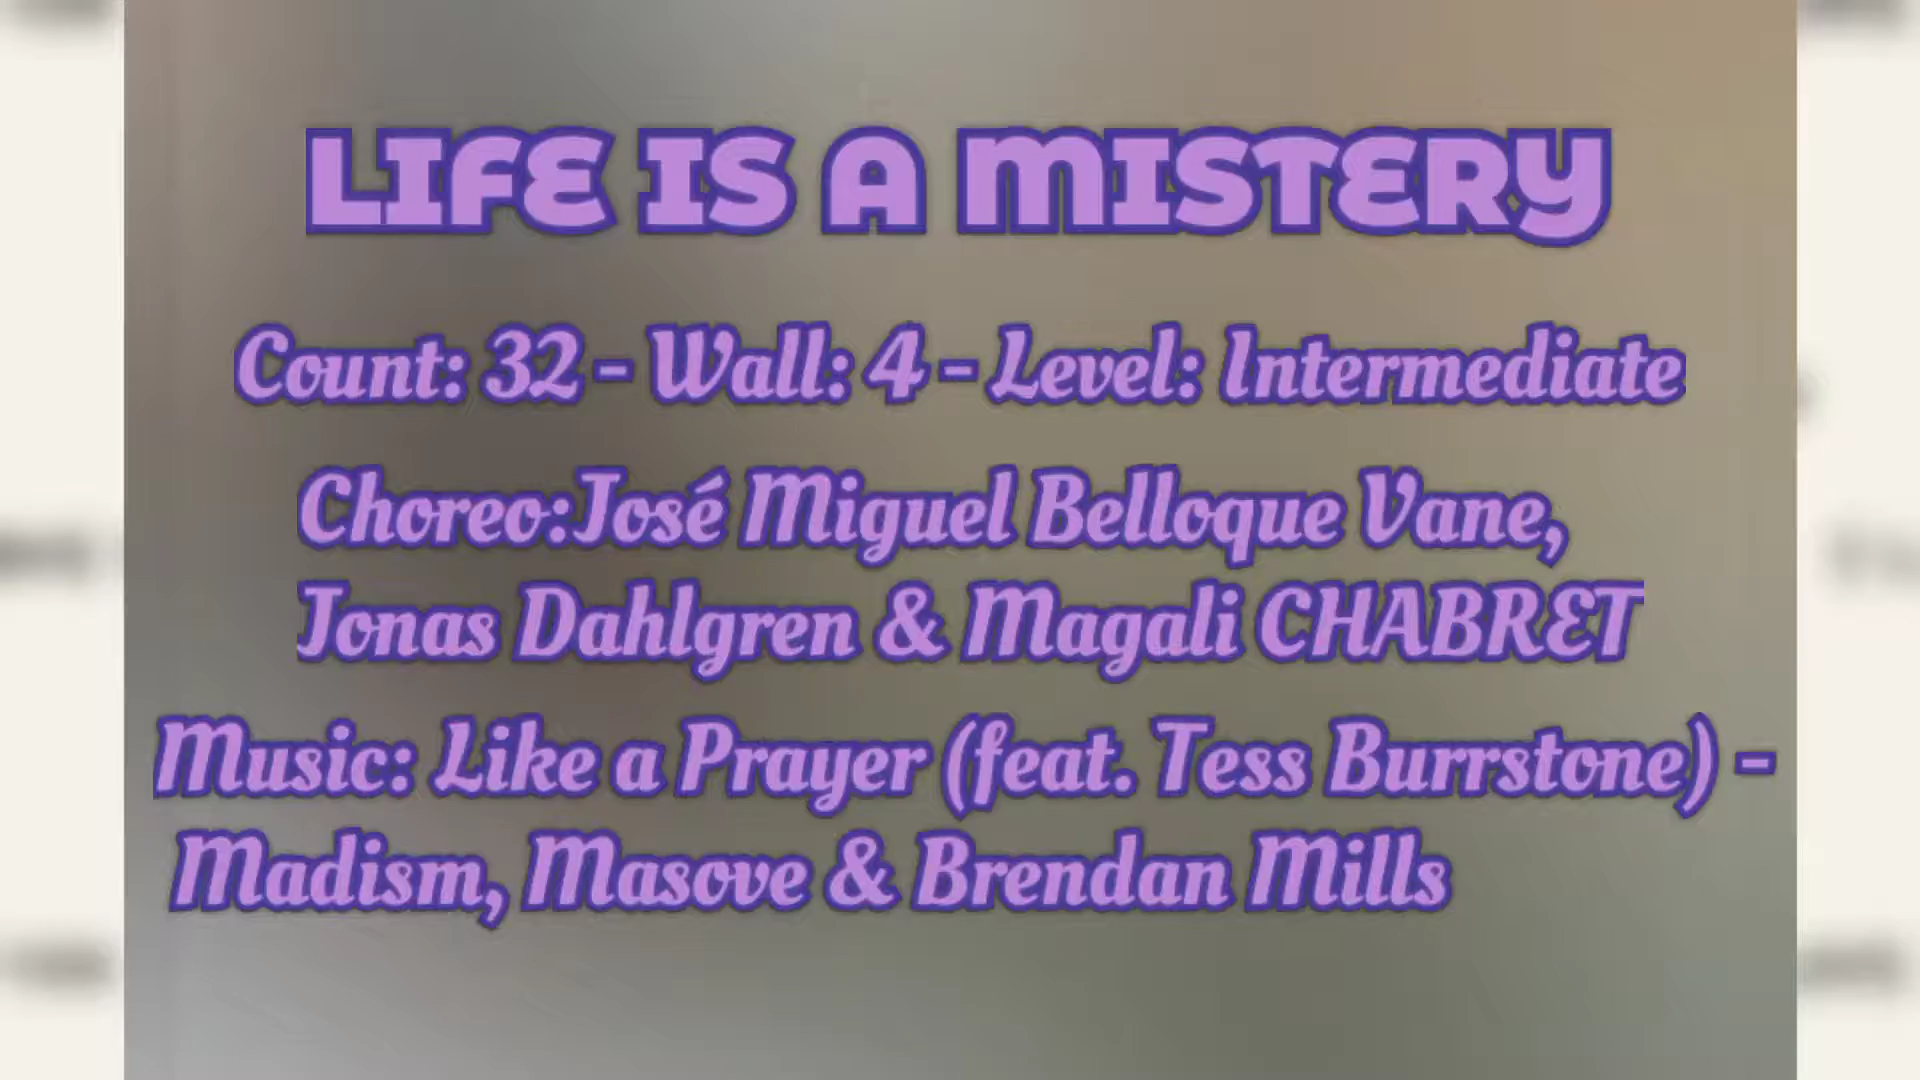 LIFE IS A MISTERY
Count: 32 - Wall: 4 - Level: Intermediate
Choreo:José Miguel Belloque Vane,
Jonas Dahlgren & Magali CHABRET
Music: Like a Prayer (feat. Tess Burrstone) -
Madism, Masove & Brendan Mills